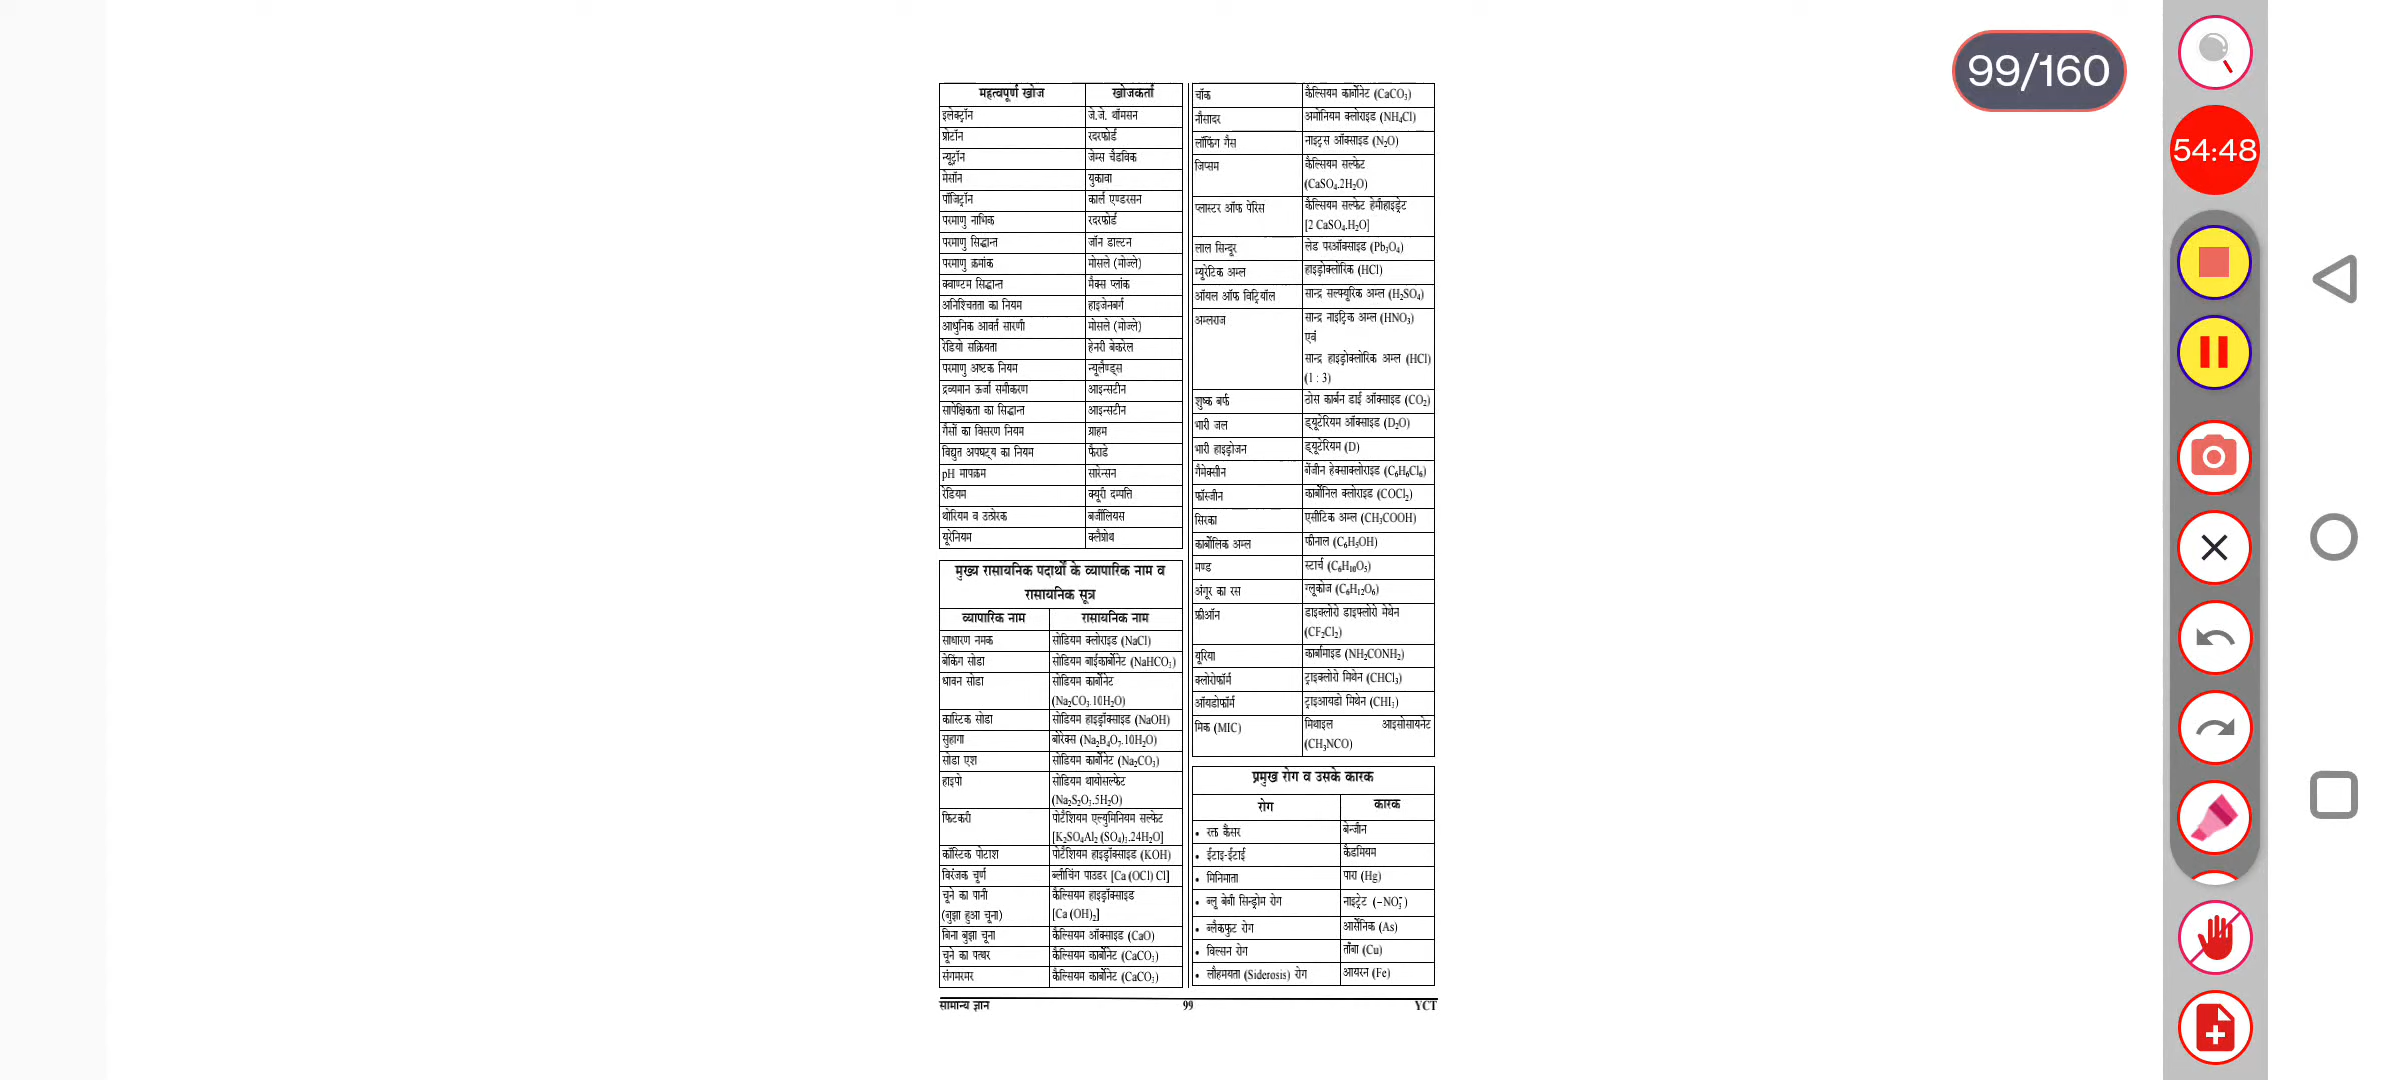 99/160
54:48
महत्वपूर्ण खोज खोजकर्ता
इलेक्ट्रॉन जे.जे. थॉमसन
प्रोटॉन रदरफोर्ड
न्यूट्रॉन जेम्स चैडविक
मेसॉन युकावा
पॉजिट्रॉन कार्ल एण्डरसन
परमाणु नाभिक रदरफोर्ड
परमाणु सिद्धान्त जॉन डाल्टन
परमाणु क्रमांक मोसले (मोज्ले)
क्वाण्टम सिद्धान्त मैक्स प्लांक
अनिश्चितता का नियम हाइजेनबर्ग
आधुनिक आवर्त सारणी मोसले (मोज्ले)
रेडियो सक्रियता हेनरी बेकरेल
परमाणु अष्टक नियम न्यूलैण्ड्स
द्रव्यमान ऊर्जा समीकरण आइन्सटीन
सापेक्षिकता का सिद्धान्त आइन्सटीन
गैसों का विसरण नियम ग्राहम
विद्युत अपघट्य का नियम फैराडे
pH मापक्रम सारेन्सन
रेडियम क्यूरी दम्पत्ति
थोरियम व उत्प्रेरक बर्जीलियस
यूरेनियम क्लैप्रोथ
मुख्य रासायनिक पदार्थों के व्यापारिक नाम व
रासायनिक सूत्र
व्यापारिक नाम रासायनिक नाम
साधारण नमक सोडियम क्लोराइड (NaCl)
बेकिंग सोडा सोडियम बाईकार्बोनेट (NaHCO₃)
धावन सोडा सोडियम कार्बोनेट
(Na₂CO₃.10H₂O)
कास्टिक सोडा सोडियम हाइड्रॉक्साइड (NaOH)
सुहागा बोरेक्स (Na₂B₄O₇.10H₂O)
सोडा एश सोडियम कार्बोनेट (Na₂CO₃)
हाइपो सोडियम थायोसल्फेट
(Na₂S₂O₃.5H₂O)
फिटकरी पोटैशियम एल्युमिनियम सल्फेट
[K₂SO₄Al₂ (SO₄)₃.24H₂O]
कॉस्टिक पोटाश पोटैशियम हाइड्रॉक्साइड (KOH)
विरंजक चूर्ण ब्लीचिंग पाउडर [Ca (OCl) Cl]
चूने का पानी कैल्सियम हाइड्रॉक्साइड
(बुझा हुआ चूना) [Ca (OH)₂]
बिना बुझा चूना कैल्सियम ऑक्साइड (CaO)
चूने का पत्थर कैल्सियम कार्बोनेट (CaCO₃)
संगमरमर कैल्सियम कार्बोनेट (CaCO₃)
चॉक कैल्सियम कार्बोनेट (CaCO₃)
नौसादर अमोनियम क्लोराइड (NH₄Cl)
लॉफिंग गैस नाइट्रस ऑक्साइड (N₂O)
जिप्सम कैल्सियम सल्फेट
(CaSO₄.2H₂O)
प्लास्टर ऑफ पेरिस कैल्सियम सल्फेट हेमीहाइड्रेट
[2 CaSO₄.H₂O]
लाल सिन्दूर लेड परऑक्साइड (Pb₃O₄)
म्यूरेटिक अम्ल हाइड्रोक्लोरिक (HCl)
ऑयल ऑफ विट्रियॉल सान्द्र सल्फ्यूरिक अम्ल (H₂SO₄)
अम्लराज सान्द्र नाइट्रिक अम्ल (HNO₃)
एवं
सान्द्र हाइड्रोक्लोरिक अम्ल (HCl)
(1 : 3)
शुष्क बर्फ ठोस कार्बन डाई ऑक्साइड (CO₂)
भारी जल ड्यूटेरियम ऑक्साइड (D₂O)
भारी हाइड्रोजन ड्यूटेरियम (D)
गैमेक्सीन बेंजीन हेक्साक्लोराइड (C₆H₆Cl₆)
फॉस्जीन कार्बोनिल क्लोराइड (COCl₂)
सिरका एसीटिक अम्ल (CH₃COOH)
कार्बोलिक अम्ल फीनाल (C₆H₅OH)
मण्ड स्टार्च (C₆H₁₀O₅)
अंगूर का रस ग्लूकोज (C₆H₁₂O₆)
फ्रीऑन डाइक्लोरो डाइफ्लोरो मेथेन
(CF₂Cl₂)
यूरिया कार्बामाइड (NH₂CONH₂)
क्लोरोफॉर्म ट्राइक्लोरो मिथेन (CHCl₃)
ऑयडोफॉर्म ट्राइआयडो मिथेन (CHI₃)
मिक (MIC) मिथाइल आइसोसायनेट
(CH₃NCO)
प्रमुख रोग व उसके कारक
रोग कारक
• रक्त कैंसर बेन्जीन
• ईटाइ-ईटाई कैडमियम
• मिनिमाता पारा (Hg)
• ब्लू बेबी सिन्ड्रोम रोग नाइट्रेट (–NO₃⁻)
• ब्लैकफुट रोग आर्सेनिक (As)
• विल्सन रोग ताँबा (Cu)
• लौहमयता (Siderosis) रोग आयरन (Fe)
सामान्य ज्ञान 99 YCT